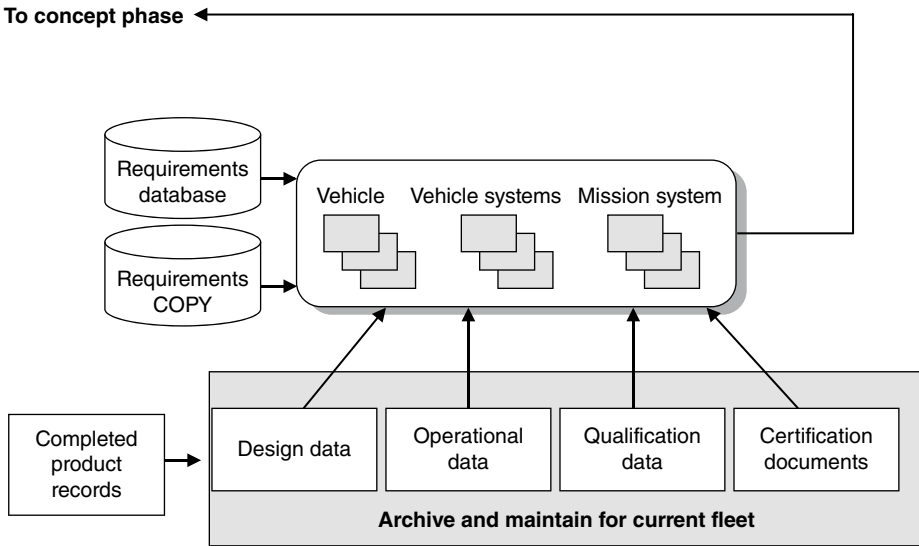 To concept phase
Requirements
database
Vehicle
Vehicle systems
Mission system
Requirements
COPY
Completed
product
records
Design data
Operational
data
Qualification
data
Certification
documents
Archive and maintain for current fleet